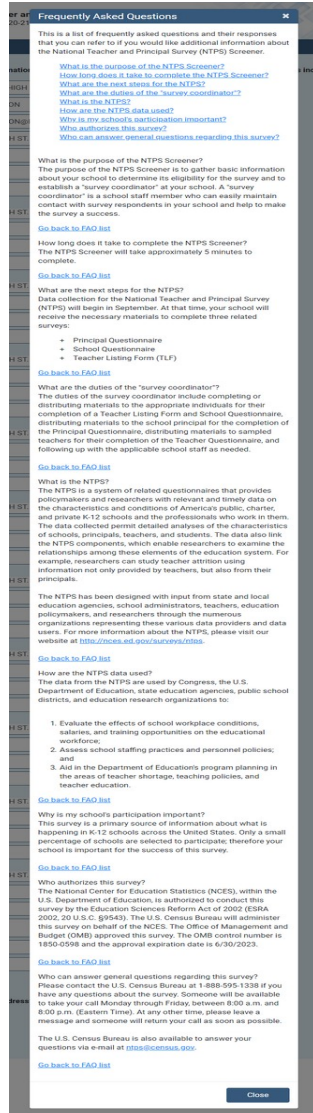 Frequently Asked Questions ×
This is a list of frequently asked questions and their responses
that you can refer to if you would like additional information about
the National Teacher and Principal Survey (NTPS) Screener.
What is the purpose of the NTPS Screener?
How long does it take to complete the NTPS Screener?
What are the next steps for the NTPS?
What are the duties of the "survey coordinator"?
What is the NTPS?
How are the NTPS data used?
Why is my school's participation important?
Who authorizes this survey?
Who can answer general questions regarding this survey?
What is the purpose of the NTPS Screener?
The purpose of the NTPS Screener is to gather basic information
about your school to determine its eligibility for the survey and to
establish a "survey coordinator" at your school. A "survey
coordinator" is a school staff member who can easily maintain
contact with survey respondents in your school and help to make
the survey a success.
Go back to FAQ list
How long does it take to complete the NTPS Screener?
The NTPS Screener will take approximately 5 minutes to
complete.
Go back to FAQ list
What are the next steps for the NTPS?
Data collection for the National Teacher and Principal Survey
(NTPS) will begin in September. At that time, your school will
receive the necessary materials to complete three related
surveys:
+ Principal Questionnaire
+ School Questionnaire
+ Teacher Listing Form (TLF)
Go back to FAQ list
What are the duties of the "survey coordinator"?
The duties of the survey coordinator include completing or
distributing materials to the appropriate individuals for their
completion of a Teacher Listing Form and School Questionnaire,
distributing materials to the school principal for the completion of
the Principal Questionnaire, distributing materials to sampled
teachers for their completion of the Teacher Questionnaire, and
following up with the applicable school staff as needed.
Go back to FAQ list
What is the NTPS?
The NTPS is a system of related questionnaires that provides
policymakers and researchers with relevant and timely data on
the characteristics and conditions of America's public, charter,
and private K-12 schools and the professionals who work in them.
The data collected permit detailed analyses of the characteristics
of schools, principals, teachers, and students. The data also link
the NTPS components, which enable researchers to examine the
relationships among these elements of the education system. For
example, researchers can study teacher attrition using
information not only provided by teachers, but also from their
principals.
The NTPS has been designed with input from state and local
education agencies, school administrators, teachers, education
policymakers, and researchers through the numerous
organizations representing these various data providers and data
users. For more information about the NTPS, please visit our
website at http://nces.ed.gov/surveys/ntps.
Go back to FAQ list
How are the NTPS data used?
The data from the NTPS are used by Congress, the U.S.
Department of Education, state education agencies, public school
districts, and education research organizations to:
1. Evaluate the effects of school workplace conditions,
salaries, and training opportunities on the educational
workforce;
2. Assess school staffing practices and personnel policies;
and
3. Aid in the Department of Education's program planning in
the areas of teacher shortage, teaching policies, and
teacher education.
Go back to FAQ list
Why is my school's participation important?
This survey is a primary source of information about what is
happening in K-12 schools across the United States. Only a small
percentage of schools are selected to participate; therefore your
school is important for the success of this survey.
Go back to FAQ list
Who authorizes this survey?
The National Center for Education Statistics (NCES), within the
U.S. Department of Education, is authorized to conduct this
survey by the Education Sciences Reform Act of 2002 (ESRA
2002, 20 U.S.C. §9543). The U.S. Census Bureau will administer
this survey on behalf of the NCES. The Office of Management and
Budget (OMB) approved this survey. The OMB control number is
1850-0598 and the approval expiration date is 6/30/2023.
Go back to FAQ list
Who can answer general questions regarding this survey?
Please contact the U.S. Census Bureau at 1-888-595-1338 if you
have any questions about the survey. Someone will be available
to take your call Monday through Friday, between 8:00 a.m. and
8:00 p.m. (Eastern Time). At any other time, please leave a
message and someone will return your call as soon as possible.
The U.S. Census Bureau is also available to answer your
questions via e-mail at ntps@census.gov.
Go back to FAQ list
Close